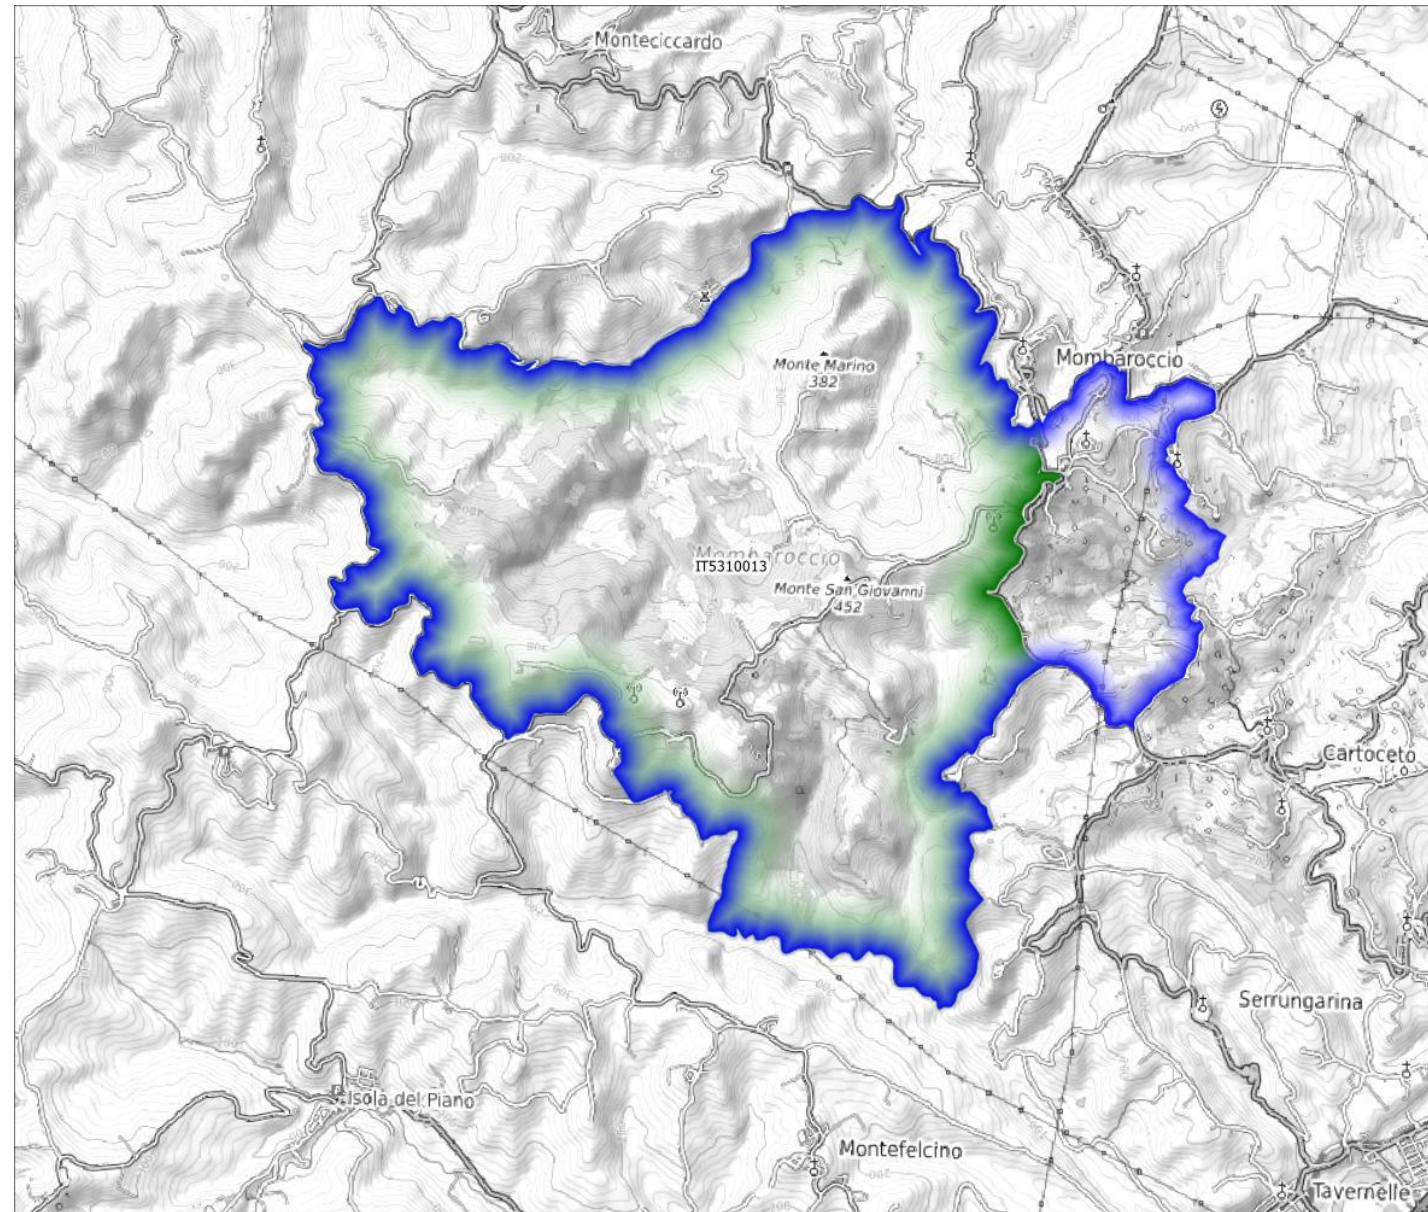 Monteciccardo
Monte Marino
382
Mombaroccio
Mombaroccio
IT5310013
Monte San Giovanni
452
Cartoceto
Serrungarina
Isola del Piano
Montefelcino
Tavernelle